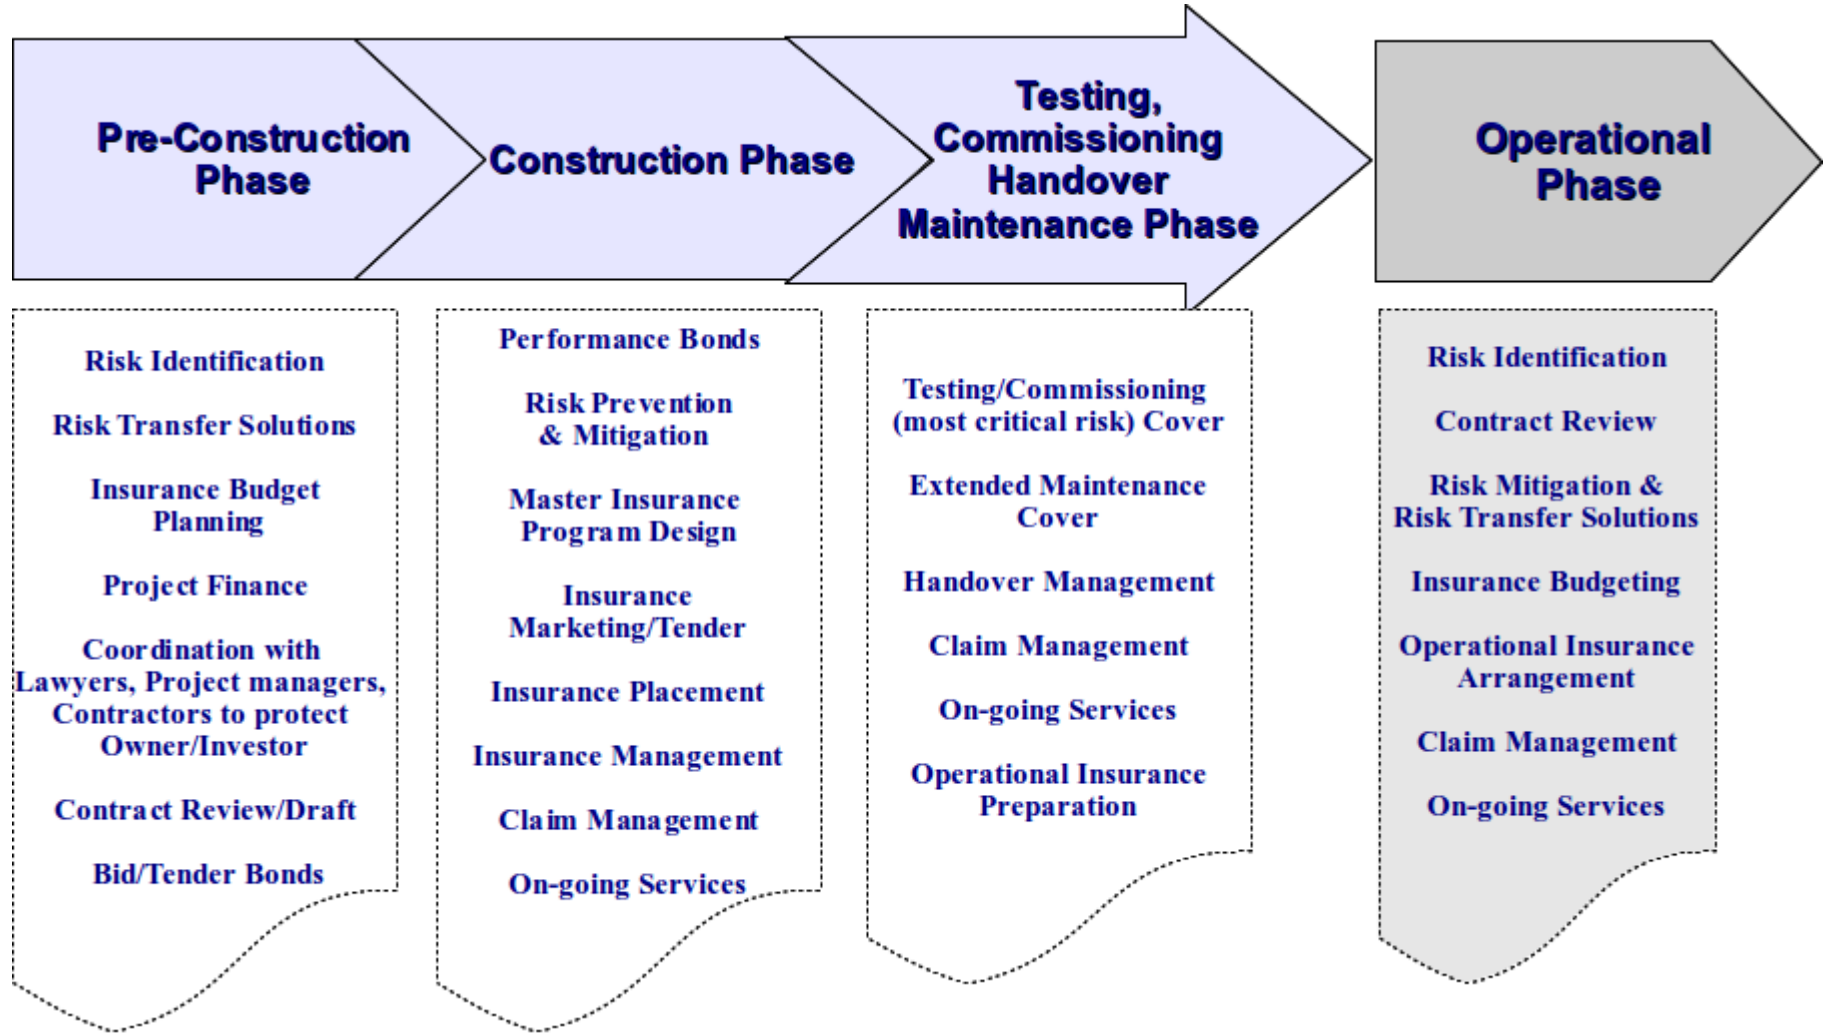 Pre-Construction
Phase
Construction Phase
Testing,
Commissioning
Handover
Maintenance Phase
Operational
Phase
Risk Identification
Risk Transfer Solutions
Insurance Budget
Planning
Project Finance
Coordination with
Lawyers, Project managers,
Contractors to protect
Owner/Investor
Contract Review/Draft
Bid/Tender Bonds
Performance Bonds
Risk Prevention
& Mitigation
Master Insurance
Program Design
Insurance
Marketing/Tender
Insurance Placement
Insurance Management
Claim Management
On-going Services
Testing/Commissioning
(most critical risk) Cover
Extended Maintenance
Cover
Handover Management
Claim Management
On-going Services
Operational Insurance
Preparation
Risk Identification
Contract Review
Risk Mitigation &
Risk Transfer Solutions
Insurance Budgeting
Operational Insurance
Arrangement
Claim Management
On-going Services